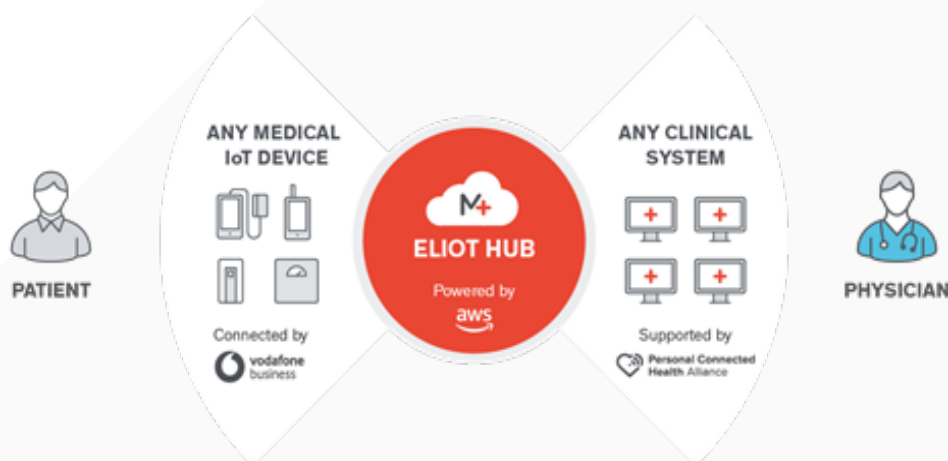 PATIENT
ANY MEDICAL
IoT DEVICE
Connected by
vodafone
business
M+
ELIOT HUB
Powered by
aws
ANY CLINICAL
SYSTEM
Supported by
Personal Connected
Health Alliance
PHYSICIAN